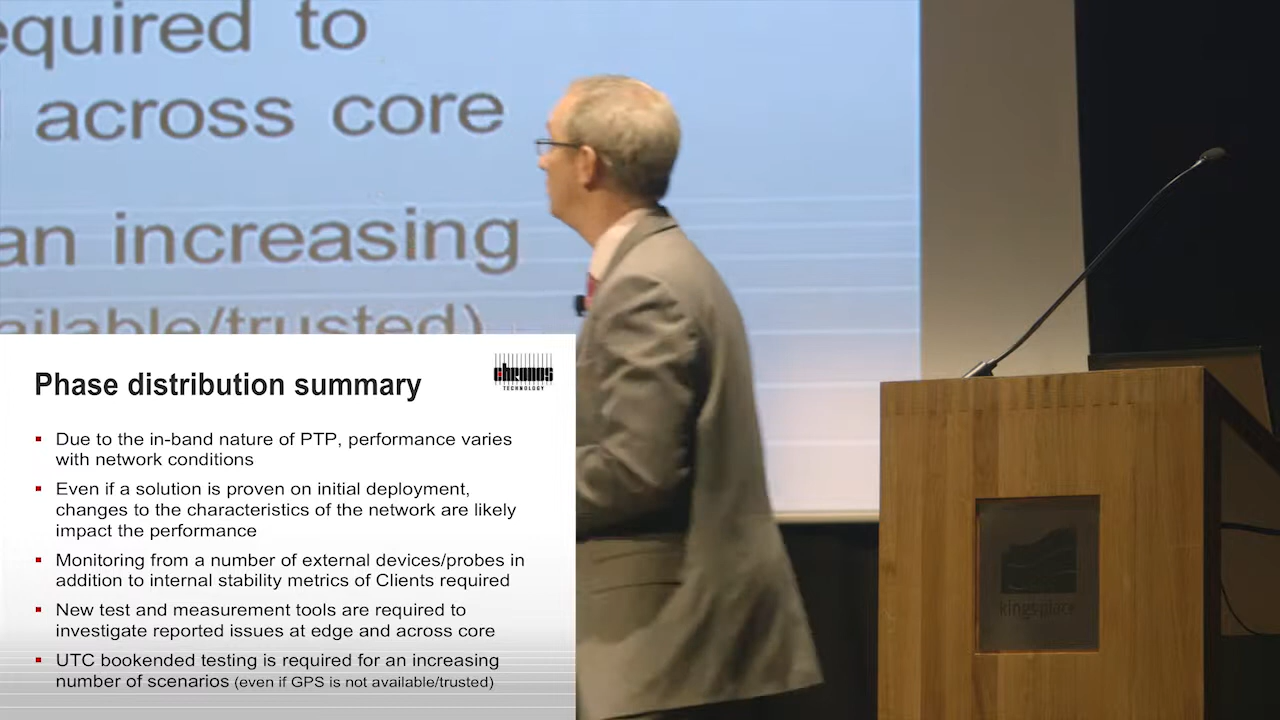 equired to
across core
an increasing
ailable/trusted)
chronos
TECHNOLOGY
Phase distribution summary
Due to the in-band nature of PTP, performance varies
with network conditions
Even if a solution is proven on initial deployment,
changes to the characteristics of the network are likely
impact the performance
Monitoring from a number of external devices/probes in
addition to internal stability metrics of Clients required
New test and measurement tools are required to
investigate reported issues at edge and across core
UTC bookended testing is required for an increasing
number of scenarios (even if GPS is not available/trusted)
kings place